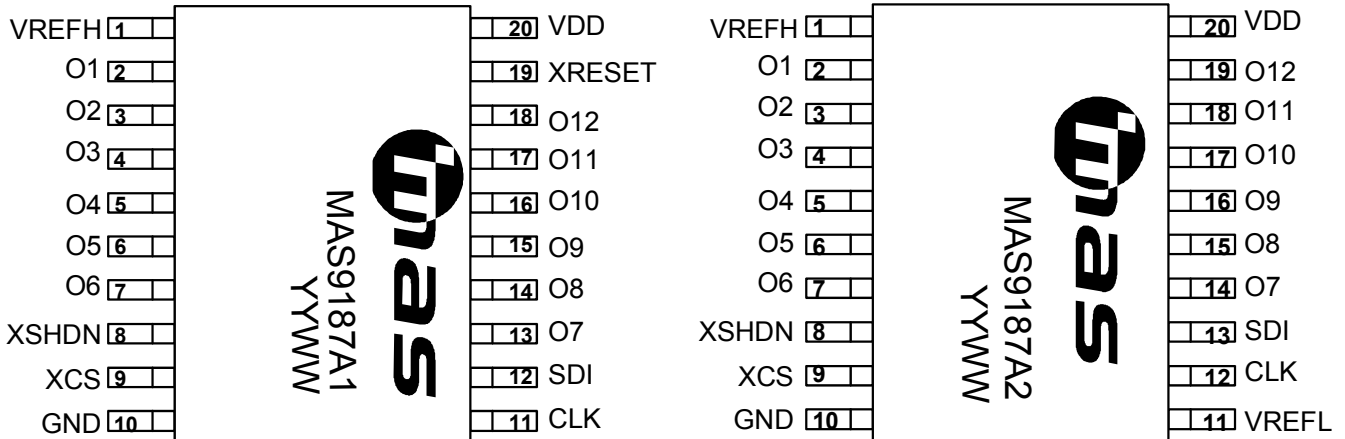 VREFH 1
O1 2
O2 3
O3 4
O4 5
O5 6
O6 7
XSHDN 8
XCS 9
GND 10
20 VDD
19 XRESET
18 O12
17 O11
16 O10
15 O9
14 O8
13 O7
12 SDI
11 CLK
mas
MAS9187A1
YYWW
VREFH 1
O1 2
O2 3
O3 4
O4 5
O5 6
O6 7
XSHDN 8
XCS 9
GND 10
20 VDD
19 O12
18 O11
17 O10
16 O9
15 O8
14 O7
13 SDI
12 CLK
11 VREFL
mas
MAS9187A2
YYWW